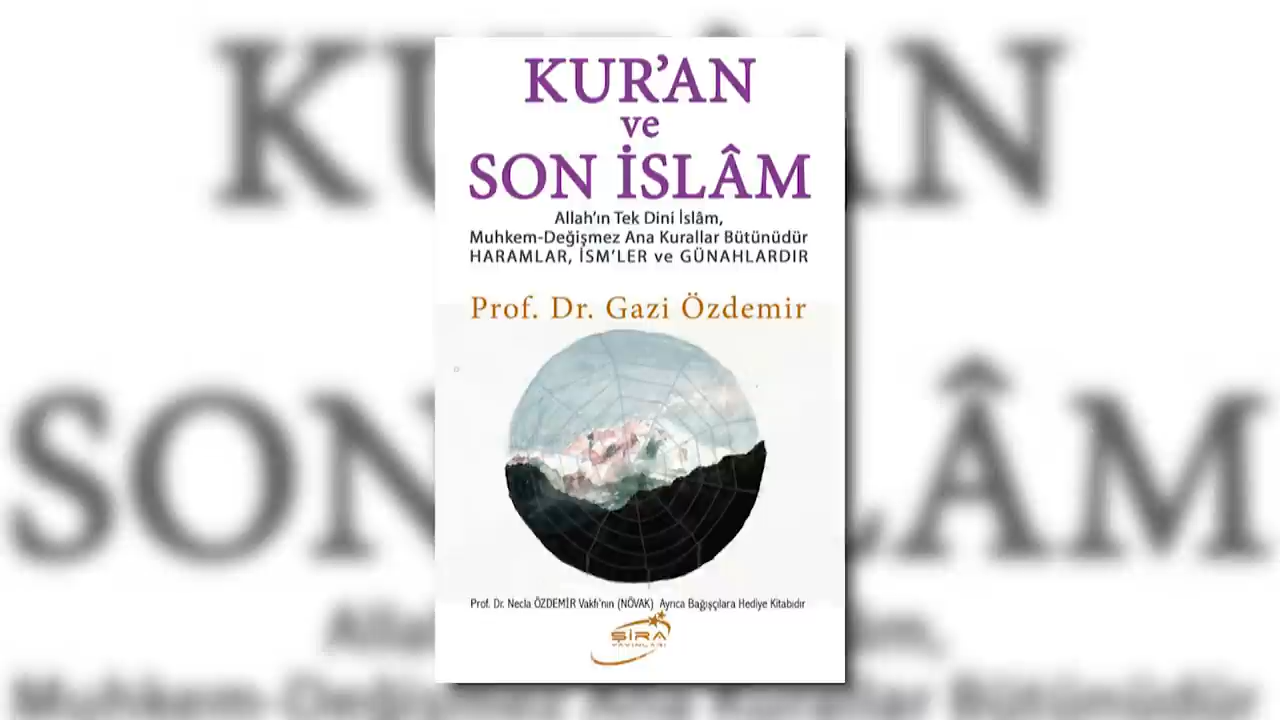 KUR'AN
ve
SON İSLÂM
Allah'ın Tek Dini İslâm,
Muhkem-Değişmez Ana Kurallar Bütünüdür
HARAMLAR, İSM'LER ve GÜNAHLARDIR
Prof. Dr. Gazi Özdemir
Prof. Dr. Necla ÖZDEMİR Vakfı'nın (NÖVAK) Ayrıca Bağışçılara Hediye Kitabıdır
ŞİRA
YAYINLARI